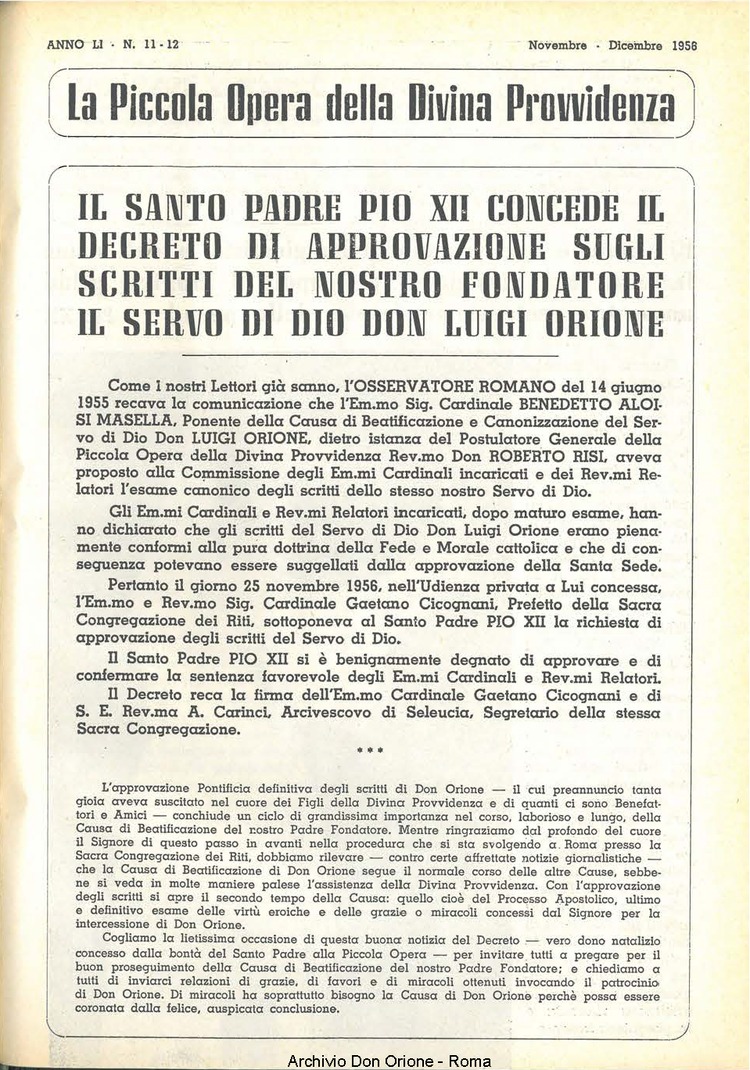 ANNO LI - N. 11-12 Novembre - Dicembre 1956
La Piccola Opera della Divina Provvidenza
IL SANTO PADRE PIO XII CONCEDE IL
DECRETO DI APPROVAZIONE SUGLI
SCRITTI DEL NOSTRO FONDATORE
IL SERVO DI DIO DON LUIGI ORIONE
Come i nostri Lettori già sanno, l'OSSERVATORE ROMANO del 14 giugno
1955 recava la comunicazione che l'Em.mo Sig. Cardinale BENEDETTO ALOI-
SI MASELLA, Ponente della Causa di Beatificazione e Canonizzazione del Ser-
vo di Dio Don LUIGI ORIONE, dietro istanza del Postulatore Generale della
Piccola Opera della Divina Provvidenza Rev.mo Don ROBERTO RISI, aveva
proposto alla Commissione degli Em.mi Cardinali incaricati e dei Rev.mi Re-
latori l'esame canonico degli scritti dello stesso nostro Servo di Dio.
Gli Em.mi Cardinali e Rev.mi Relatori incaricati, dopo maturo esame, han-
no dichiarato che gli scritti del Servo di Dio Don Luigi Orione erano piena-
mente conformi alla pura dottrina della Fede e Morale cattolica e che di con-
seguenza potevano essere suggellati dalla approvazione della Santa Sede.
Pertanto il giorno 25 novembre 1956, nell'Udienza privata a Lui concessa,
l'Em.mo e Rev.mo Sig. Cardinale Gaetano Cicognani, Prefetto della Sacra
Congregazione dei Riti, sottoponeva al Santo Padre PIO XII la richiesta di
approvazione degli scritti del Servo di Dio.
Il Santo Padre PIO XII si è benignamente degnato di approvare e di
confermare la sentenza favorevole degli Em.mi Cardinali e Rev.mi Relatori.
Il Decreto reca la firma dell'Em.mo Cardinale Gaetano Cicognani e di
S. E. Rev.ma A. Carinci, Arcivescovo di Seleucia, Segretario della stessa
Sacra Congregazione.
***
L'approvazione Pontificia definitiva degli scritti di Don Orione — il cui preannuncio tanta
gioia aveva suscitato nel cuore dei Figli della Divina Provvidenza e di quanti ci sono Benefat-
tori e Amici — conchiude un ciclo di grandissima importanza nel corso, laborioso e lungo, della
Causa di Beatificazione del nostro Padre Fondatore. Mentre ringraziamo dal profondo del cuore
il Signore di questo passo in avanti nella procedura che si sta svolgendo a Roma presso la
Sacra Congregazione dei Riti, dobbiamo rilevare — contro certe affrettate notizie giornalistiche —
che la Causa di Beatificazione di Don Orione segue il normale corso delle altre Cause, sebbe-
ne si veda in molte maniere palese l'assistenza della Divina Provvidenza. Con l'approvazione
degli scritti si apre il secondo tempo della Causa: quello cioè del Processo Apostolico, ultimo
e definitivo esame delle virtù eroiche e delle grazie o miracoli concessi dal Signore per la
intercessione di Don Orione.
Cogliamo la lietissima occasione di questa buona notizia del Decreto — vero dono natalizio
concesso dalla bontà del Santo Padre alla Piccola Opera — per invitare tutti a pregare per il
buon proseguimento della Causa di Beatificazione del nostro Padre Fondatore; e chiediamo a
tutti di inviarci relazioni di grazie, di favori e di miracoli ottenuti invocando il patrocinio
di Don Orione. Di miracoli ha soprattutto bisogno la Causa di Don Orione perchè possa essere
coronata dalla felice, auspicata conclusione.
Archivio Don Orione - Roma